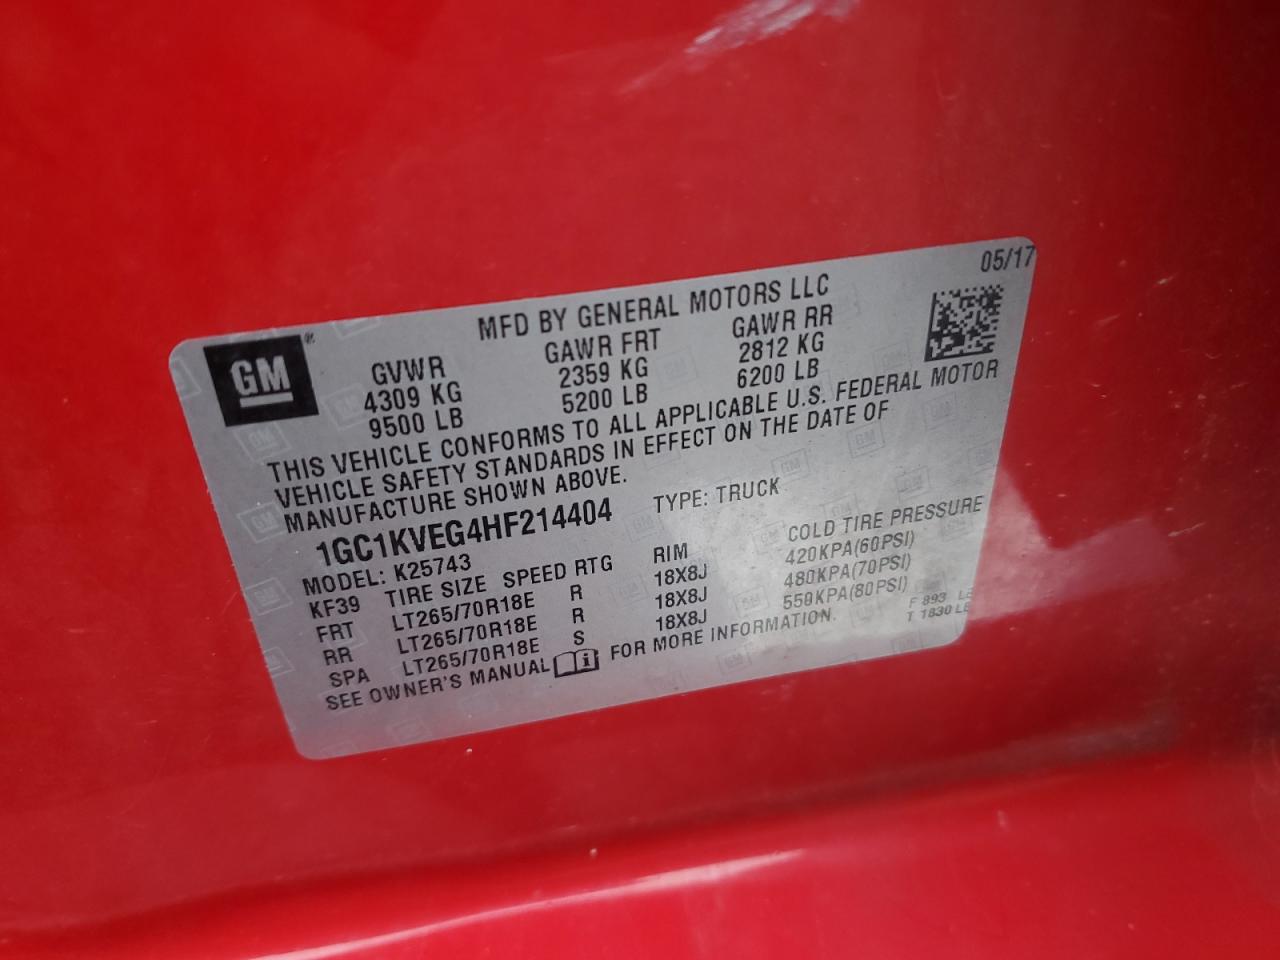 05/17
MFD BY GENERAL MOTORS LLC
GM ®
GVWR GAWR FRT GAWR RR
4309 KG 2359 KG 2812 KG
9500 LB 5200 LB 6200 LB
THIS VEHICLE CONFORMS TO ALL APPLICABLE U.S. FEDERAL MOTOR
VEHICLE SAFETY STANDARDS IN EFFECT ON THE DATE OF
MANUFACTURE SHOWN ABOVE.
1GC1KVEG4HF214404 TYPE: TRUCK
MODEL: K25743
KF39 TIRE SIZE SPEED RTG RIM COLD TIRE PRESSURE
FRT LT265/70R18E R 18X8J 420KPA(60PSI)
RR LT265/70R18E R 18X8J 480KPA(70PSI)
SPA LT265/70R18E S 18X8J 550KPA(80PSI)
SEE OWNER'S MANUAL FOR MORE INFORMATION.
F 893 LB
T 1830 LB